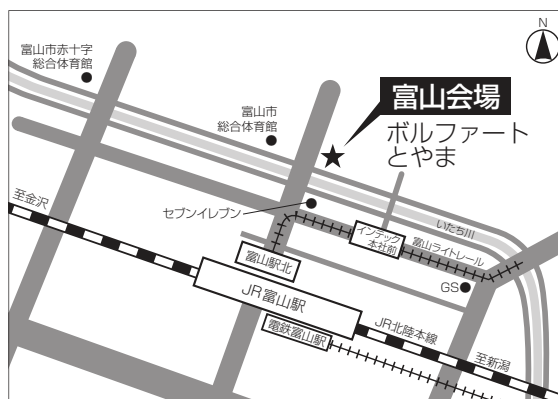 N
富山市赤十字
総合体育館
富山会場
ボルファート
とやま
富山市
総合体育館
セブンイレブン
至金沢
いたち川
インテック
本社前
富山ライトレール
富山駅北
GS
JR富山駅
電鉄富山駅
JR北陸本線
至新潟